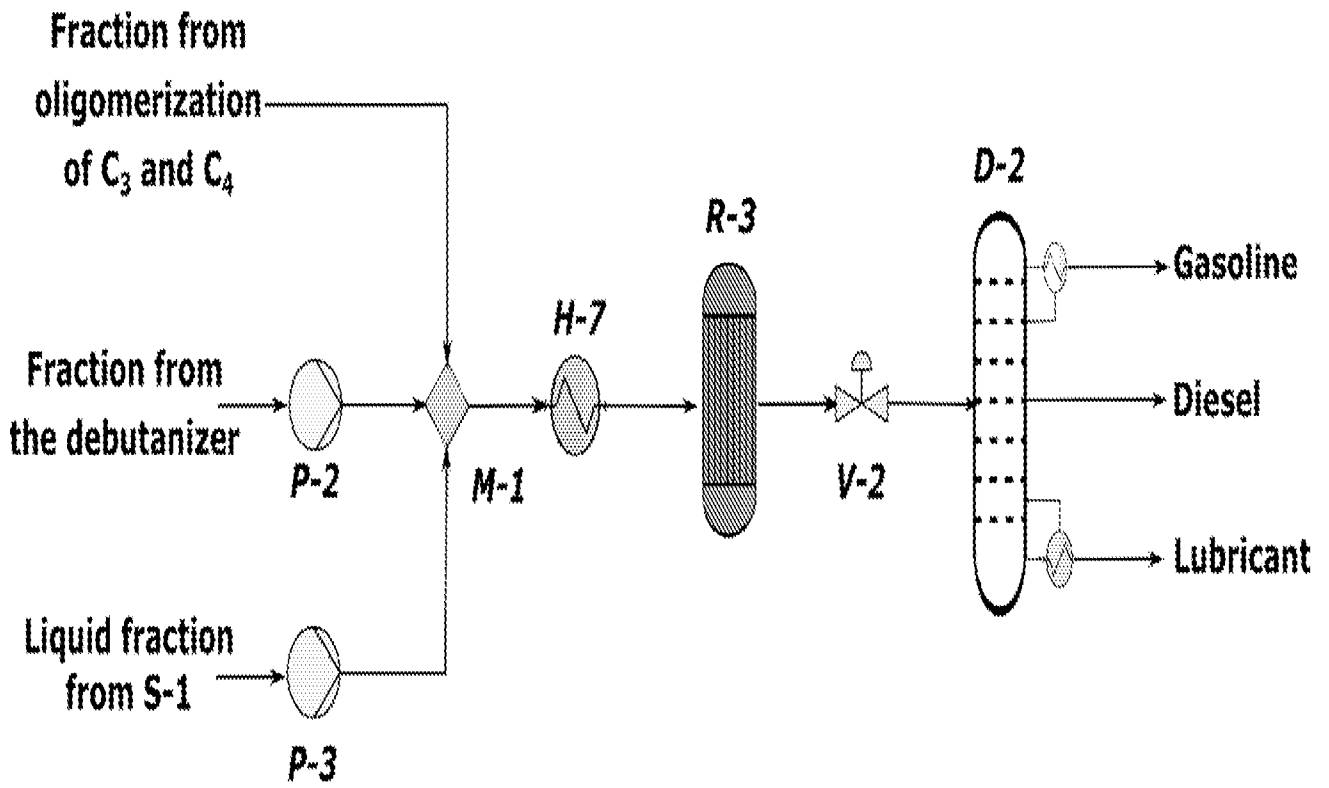 Fraction from
oligomerization
of C₃ and C₄
D-2
R-3
Gasoline
H-7
Fraction from
the debutanizer
Diesel
P-2
M-1
V-2
Lubricant
Liquid fraction
from S-1
P-3